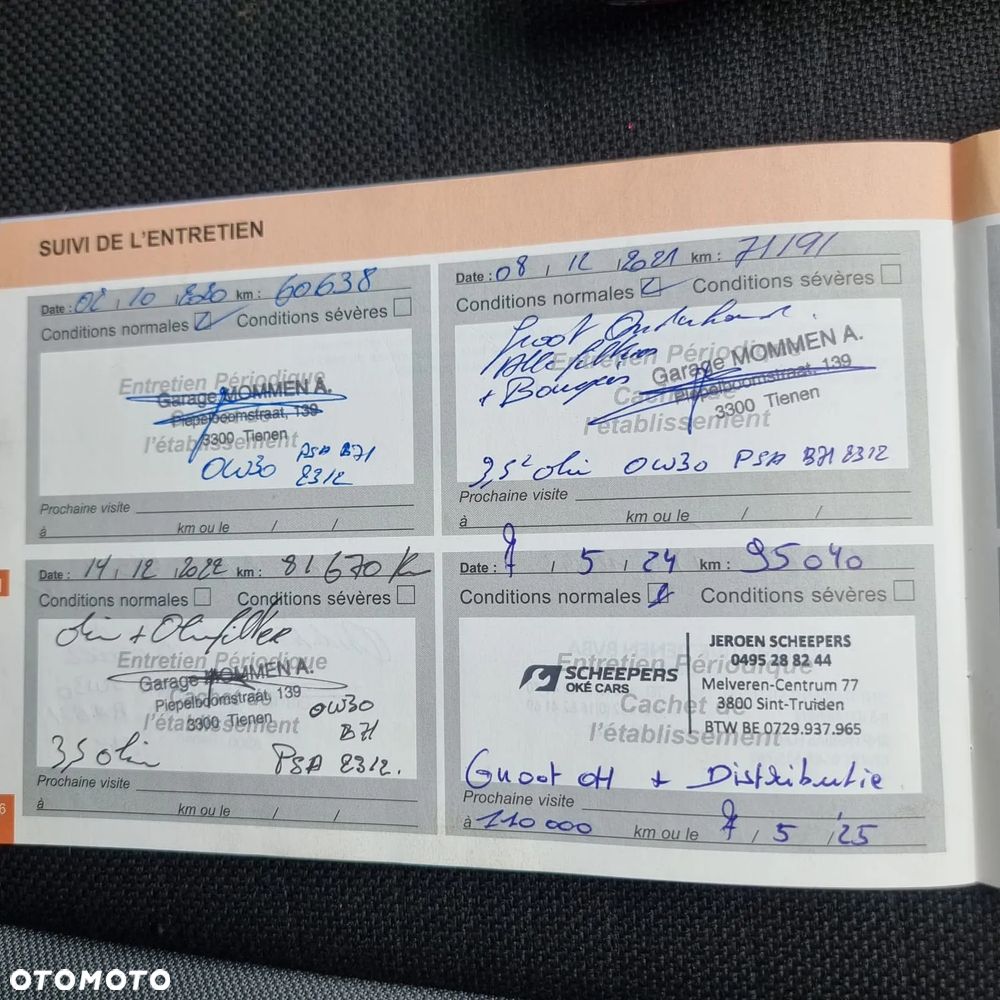 SUIVI DE L'ENTRETIEN
Date : 02 / 10 / 2020 km : 60638
Conditions normales Conditions sévères
Entretien Périodique
Garage MOMMEN A.
Piepelboomstraat, 139
l'établissement
3300 Tienen
0W30 PSA B71
2312
Prochaine visite
à km ou le / /
Date : 08 / 12 / 2021 km : 71191
Conditions normales Conditions sévères
Groot Onderhoud.
Alle filters
+ Bougies
Entretien Périodique
Garage MOMMEN A.
Piepelboomstraat, 139
Cachet de
3300 Tienen
l'établissement
3,5² olie 0W30 PSA B71 2312
Prochaine visite
à km ou le / /
Date : 14 / 12 / 2022 km : 81670 K
Conditions normales Conditions sévères
olie + Oliefilter
Entretien Périodique
Garage MOMMEN A.
Piepelboomstraat, 139
l'établissement
3300 Tienen
0W30
B71
3,5 olie PSA 2312.
Prochaine visite
à km ou le / /
Date : 7 / 5 / 24 km : 95040
Conditions normales Conditions sévères
Entretien Périodique
Cachet de
l'établissement
SCHEEPERS
OKÉ CARS
JEROEN SCHEEPERS
0495 28 82 44
Melveren-Centrum 77
3800 Sint-Truiden
BTW BE 0729.937.965
Groot OH + Distributie
Prochaine visite
à 110 000 km ou le 7 / 5 / 25
6
OTOMOTO